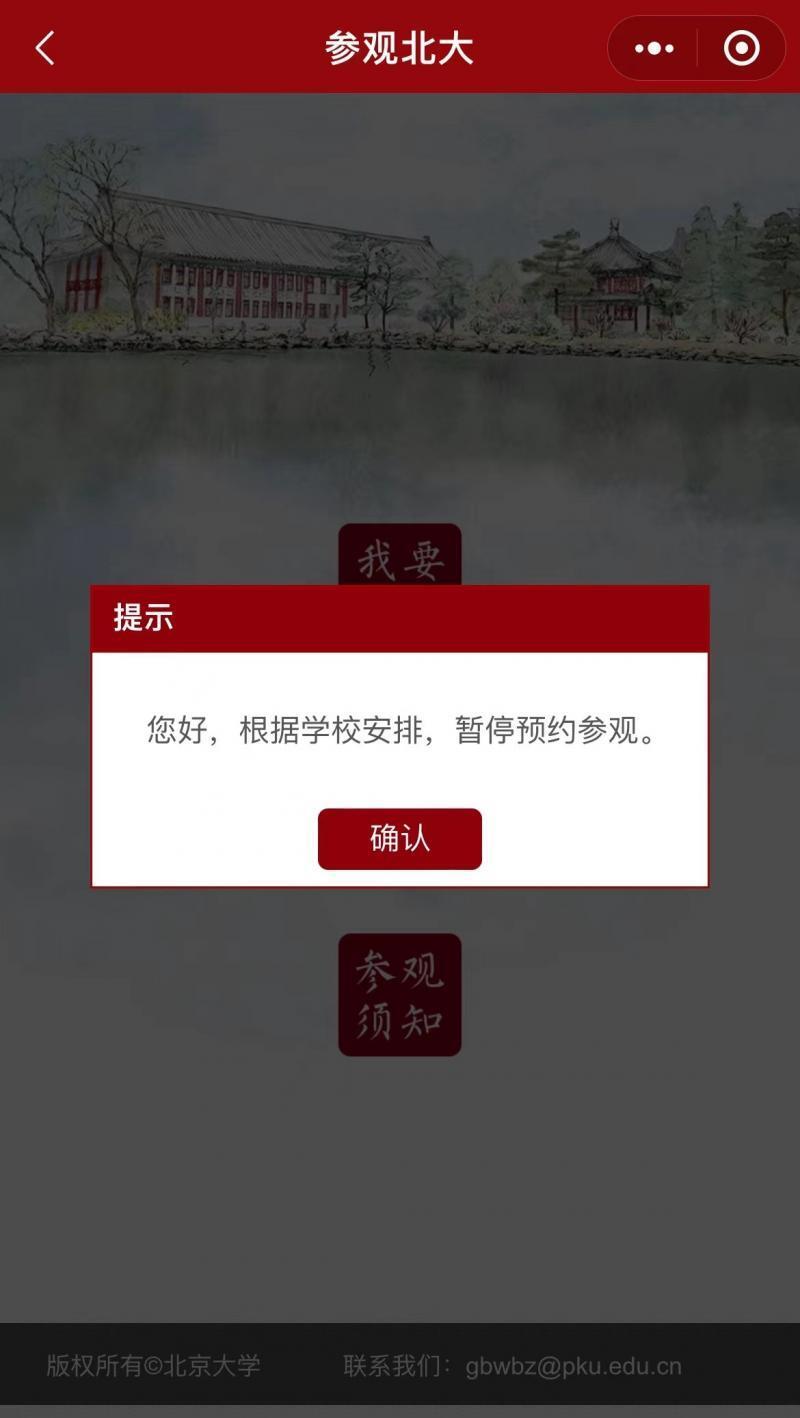 参观北大
我要
提示
您好，根据学校安排，暂停预约参观。
确认
参观
须知
版权所有©北京大学 联系我们：gbwbz@pku.edu.cn